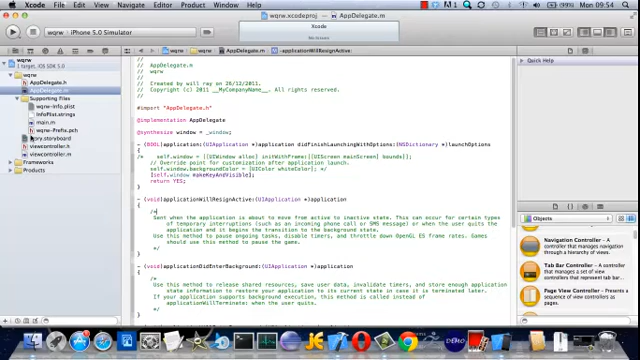 Xcode File Edit View Navigate Editor Product Window Help
Mon 09:54
wqrw.xcodeproj — AppDelegate.m
wqrw iPhone 5.0 Simulator
Xcode
No Issues
wqrw
1 target, iOS SDK 5.0
wqrw
AppDelegate.h
AppDelegate.m
Supporting Files
wqrw-Info.plist
InfoPlist.strings
main.m
wqrw-Prefix.pch
story.storyboard
viewcontroller.h
viewcontroller.m
Frameworks
Products
wqrw wqrw AppDelegate.m -applicationWillResignActive:
//
// AppDelegate.m
// wqrw
//
// Created by will ray on 26/12/2011.
// Copyright (c) 2011 __MyCompanyName__.
//
#import "AppDelegate.h"
@implementation AppDelegate
@synthesize window = _window;
- (BOOL)application:(UIApplication *)application didFinishLaunchingWithOptions:(NSDictionary *)launchOptions
{
// self.window = [[UIWindow alloc] initWithFrame:[[UIScreen mainScreen] bounds]];
// Override point for customization after application launch.
self.window.backgroundColor = [UIColor whiteColor];
[self.window makeKeyAndVisible];
return YES;
}
- (void)applicationWillResignActive:(UIApplication *)application
{
/*
Sent when the application is about to move from active to inactive state. This can occur for certain types
of temporary interruptions (such as an incoming phone call or SMS message) or when the user quits the
application and it begins the transition to the background state.
Use this method to pause ongoing tasks, disable timers, and throttle down OpenGL ES frame rates. Games
should use this method to pause the game.
*/
}
- (void)applicationDidEnterBackground:(UIApplication *)application
{
/*
Use this method to release shared resources, save user data, invalidate timers, and store enough
application state information to restore your application to its current state in case it is terminated later.
If your application supports background execution, this method is called instead of
applicationWillTerminate: when the user quits.
*/
}
Quick Help
Objects
Navigation Controller - A
controller that manages navigation
through a hierarchy of views.
Tab Bar Controller - A
controller that manages a set of view
controllers that represent tab bar
Page View Controller -
Presents a sequence of view
controllers as pages.
DEMO